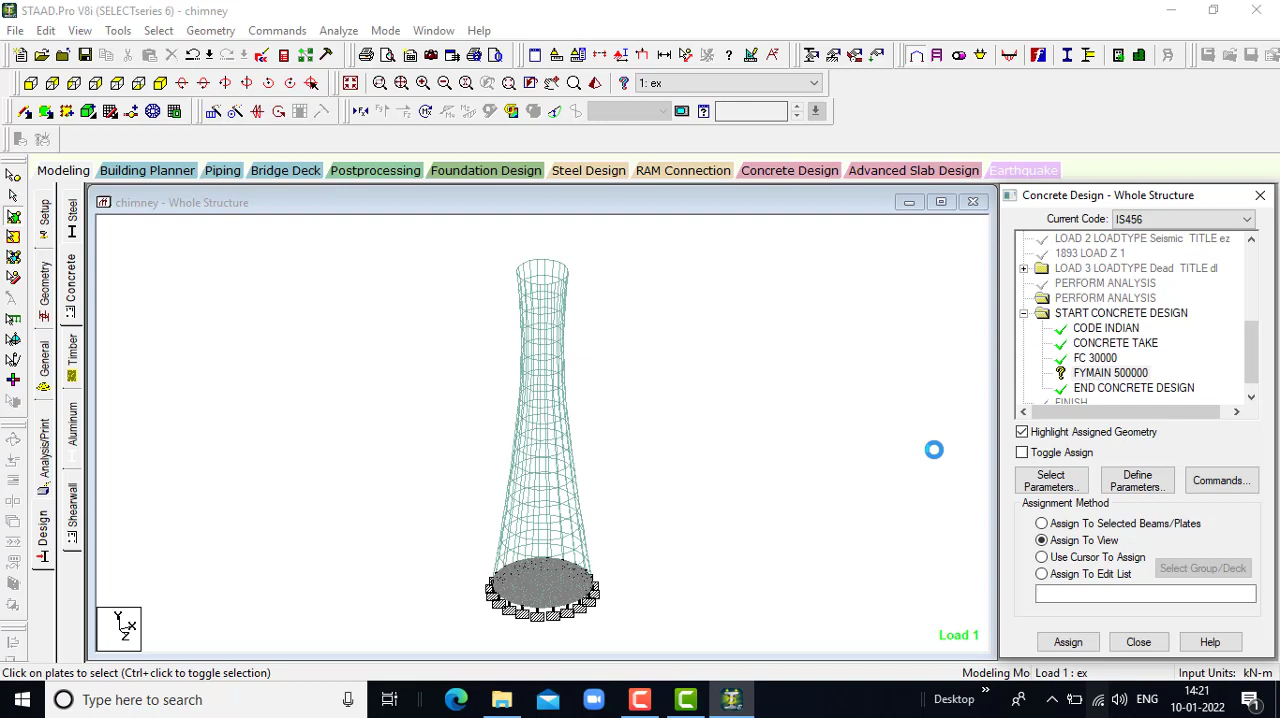 STAAD.Pro V8i (SELECTseries 6) - chimney
File Edit View Tools Select Geometry Commands Analyze Mode Window Help
1: ex
Modeling Building Planner Piping Bridge Deck Postprocessing Foundation Design Steel Design RAM Connection Concrete Design Advanced Slab Design Earthquake
chimney - Whole Structure
Setup
Geometry
General
Analysis/Print
Design
Steel
Concrete
Timber
Aluminum
Shearwall
Y
X
Z
Load 1
Concrete Design - Whole Structure
Current Code: IS456
LOAD 2 LOADTYPE Seismic TITLE ez
1893 LOAD Z 1
LOAD 3 LOADTYPE Dead TITLE dl
PERFORM ANALYSIS
PERFORM ANALYSIS
START CONCRETE DESIGN
CODE INDIAN
CONCRETE TAKE
FC 30000
FYMAIN 500000
END CONCRETE DESIGN
FINISH
Highlight Assigned Geometry
Toggle Assign
Select Parameters..
Define Parameters..
Commands...
Assignment Method
Assign To Selected Beams/Plates
Assign To View
Use Cursor To Assign
Select Group/Deck
Assign To Edit List
Assign Close Help
Click on plates to select (Ctrl+click to toggle selection)
Modeling Mo Load 1 : ex Input Units: kN-m
Type here to search
Desktop
ENG
14:21
10-01-2022
1